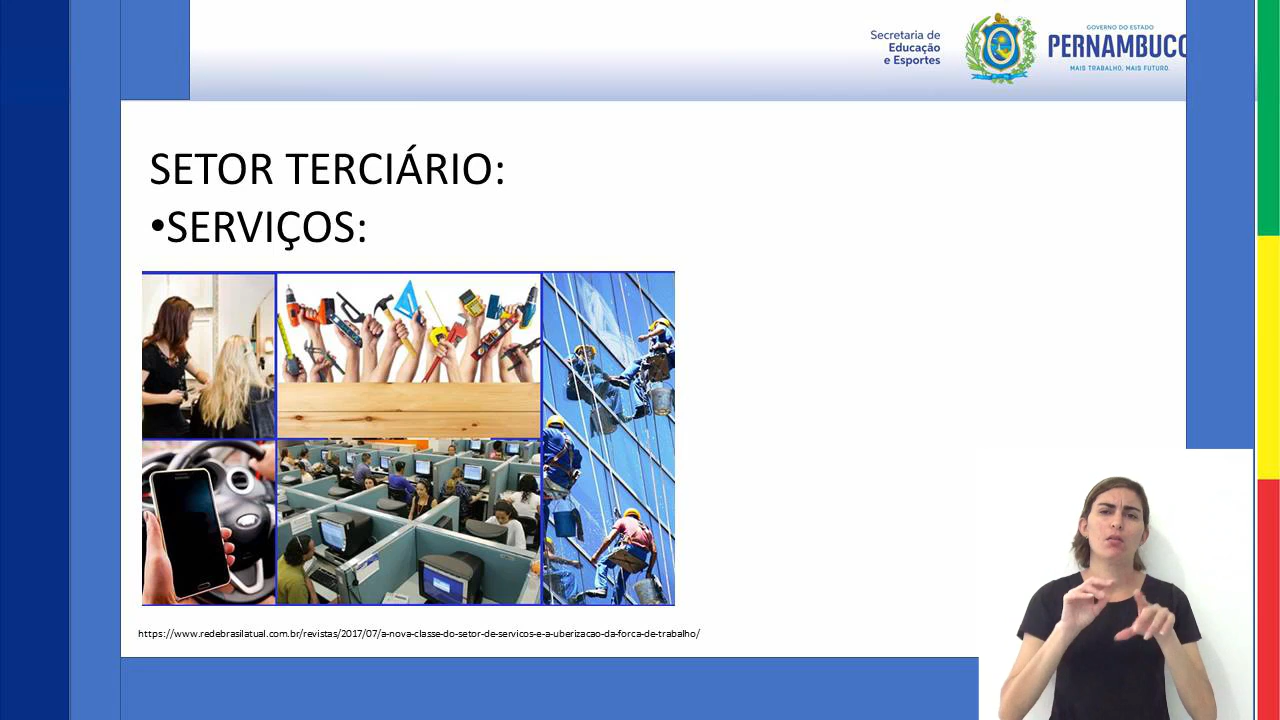 Secretaria de
Educação
e Esportes
GOVERNO DO ESTADO
PERNAMBUCO
MAIS TRABALHO, MAIS FUTURO.
SETOR TERCIÁRIO:
•SERVIÇOS:
https://www.redebrasilatual.com.br/revistas/2017/07/a-nova-classe-do-setor-de-servicos-e-a-uberizacao-da-forca-de-trabalho/